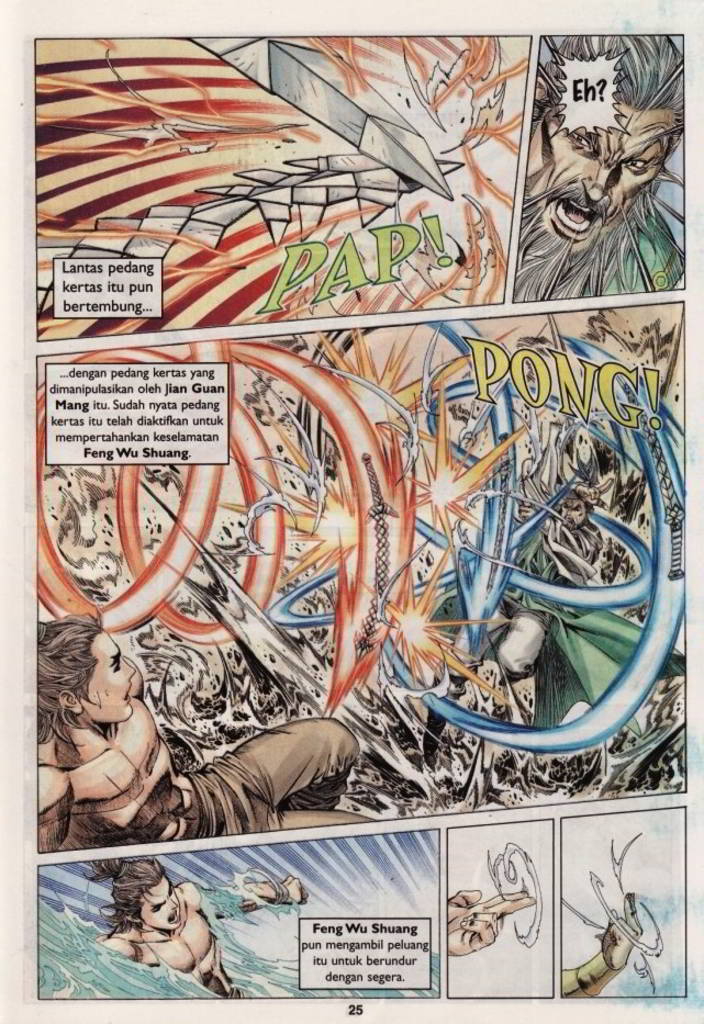 Eh?
PAP!
Lantas pedang
kertas itu pun
bertembung...
...dengan pedang kertas yang
dimanipulasikan oleh Jian Guan
Mang itu. Sudah nyata pedang
kertas itu telah diaktifkan untuk
mempertahankan keselamatan
Feng Wu Shuang.
PONG!
Feng Wu Shuang
pun mengambil peluang
itu untuk berundur
dengan segera.
25